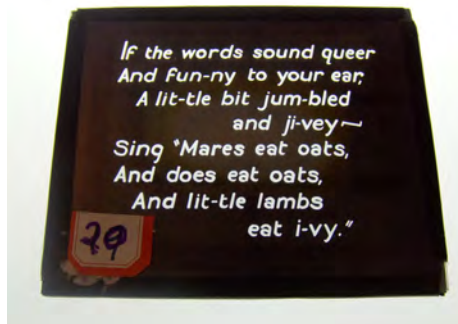 If the words sound queer
And fun-ny to your ear,
A lit-tle bit jum-bled
and ji-vey—
Sing "Mares eat oats,
And does eat oats,
And lit-tle lambs
eat i-vy."
29